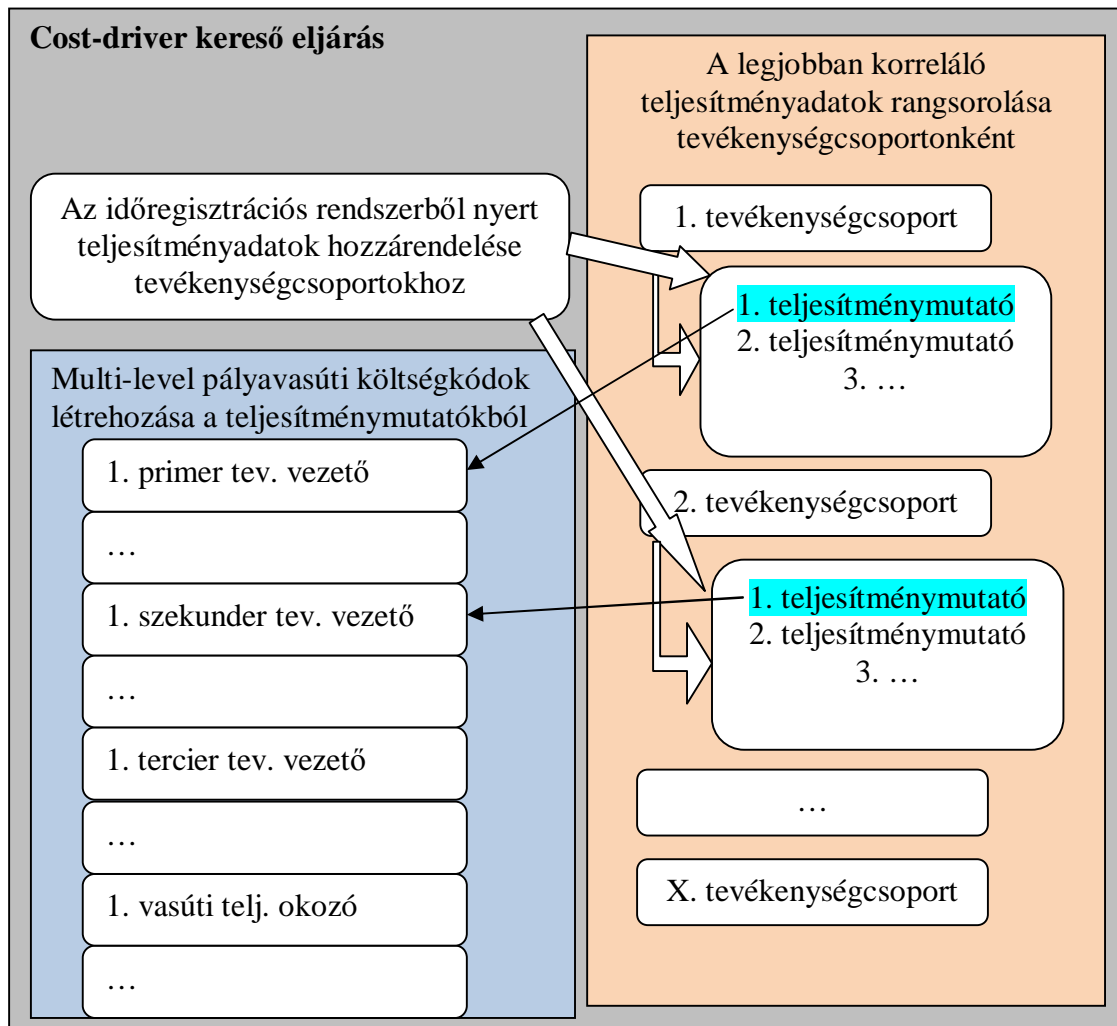 Cost-driver kereső eljárás
Az időregisztrációs rendszerből nyert
teljesítményadatok hozzárendelése
tevékenységcsoportokhoz
Multi-level pályavasúti költségkódok
létrehozása a teljesítménymutatókból
1. primer tev. vezető
…
1. szekunder tev. vezető
…
1. tercier tev. vezető
…
1. vasúti telj. okozó
…
A legjobban korreláló
teljesítményadatok rangsorolása
tevékenységcsoportonként
1. tevékenységcsoport
1. teljesítménymutató
2. teljesítménymutató
3. …
2. tevékenységcsoport
1. teljesítménymutató
2. teljesítménymutató
3. …
…
X. tevékenységcsoport